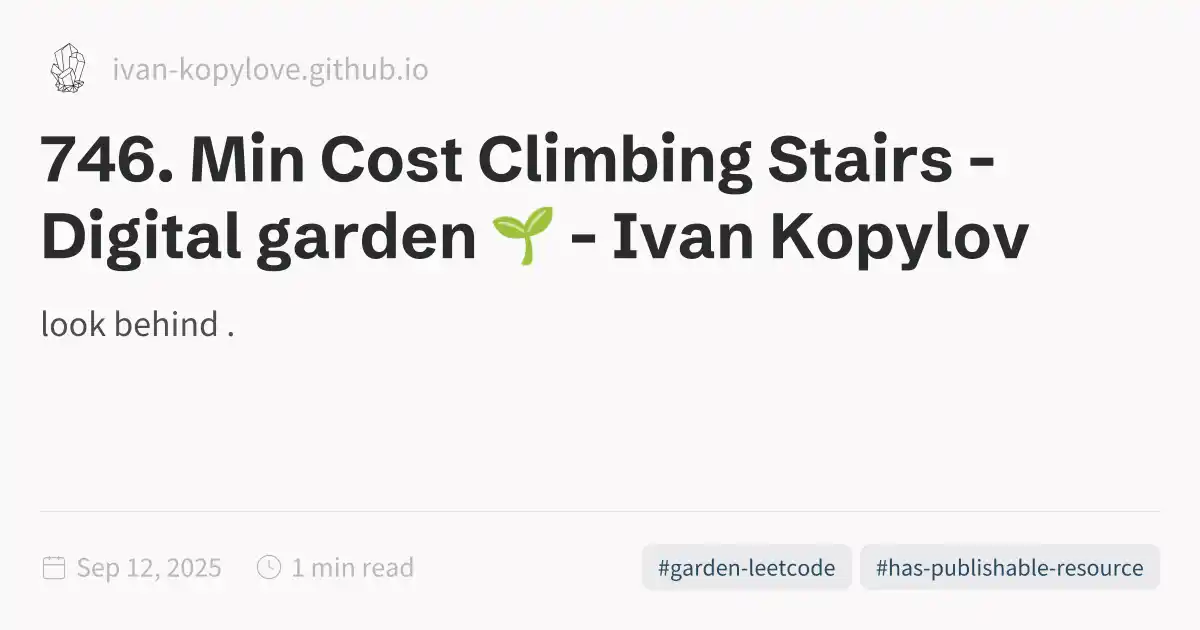 ivan-kopylove.github.io
746. Min Cost Climbing Stairs -
Digital garden 🌱 - Ivan Kopylov
look behind .
Sep 12, 2025
1 min read
#garden-leetcode
#has-publishable-resource